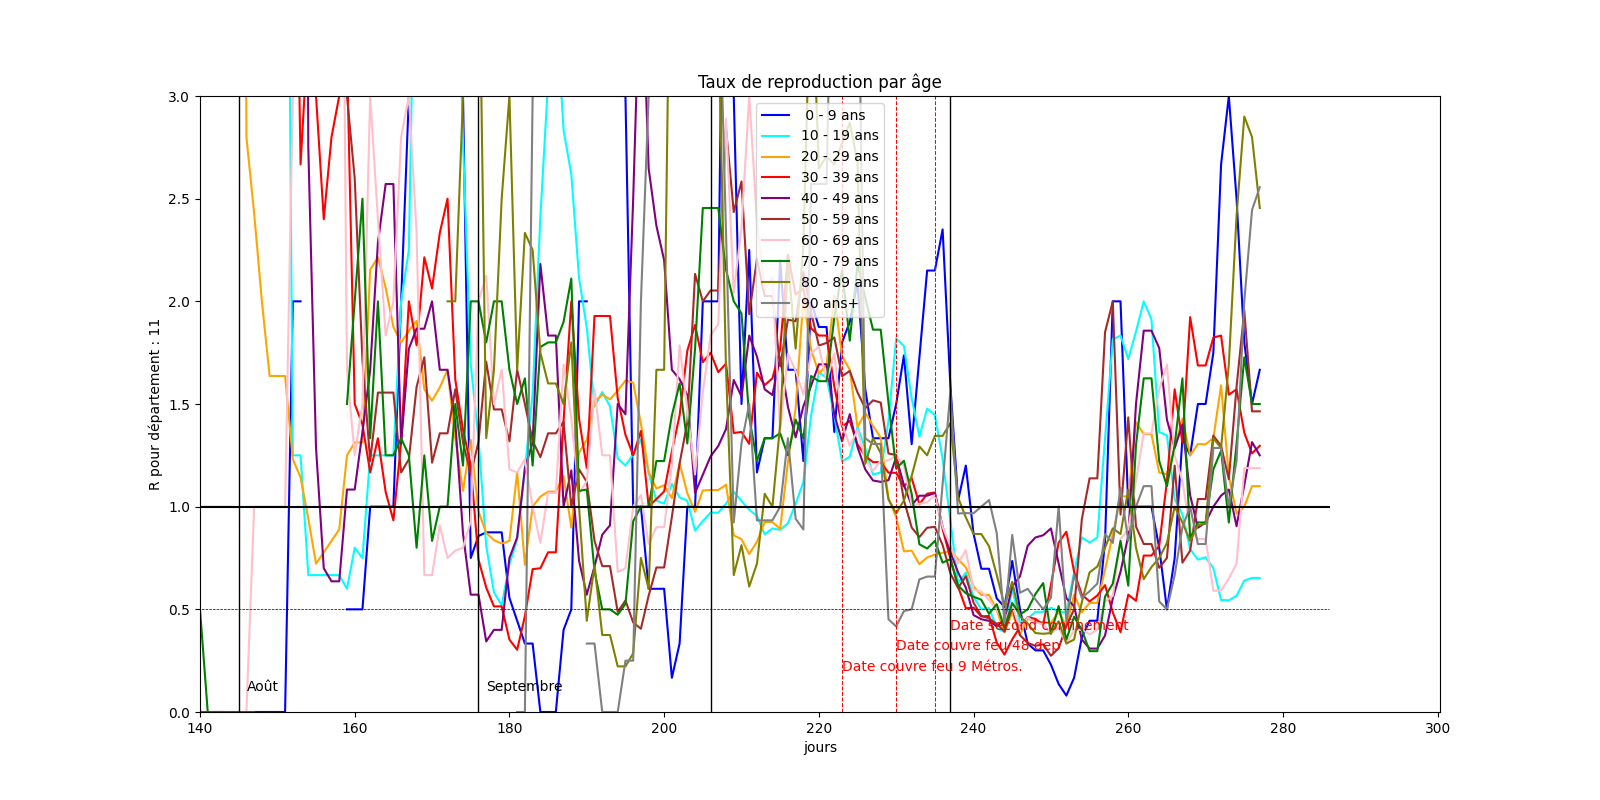 Taux de reproduction par âge
R pour département : 11
3.0
2.5
2.0
1.5
1.0
0.5
0.0
0 - 9 ans
10 - 19 ans
20 - 29 ans
30 - 39 ans
40 - 49 ans
50 - 59 ans
60 - 69 ans
70 - 79 ans
80 - 89 ans
90 ans+
Date second confinement
Date couvre feu 48 dep
Date couvre feu 9 Métros.
Août
Septembre
140 160 180 200 220 240 260 280 300
jours